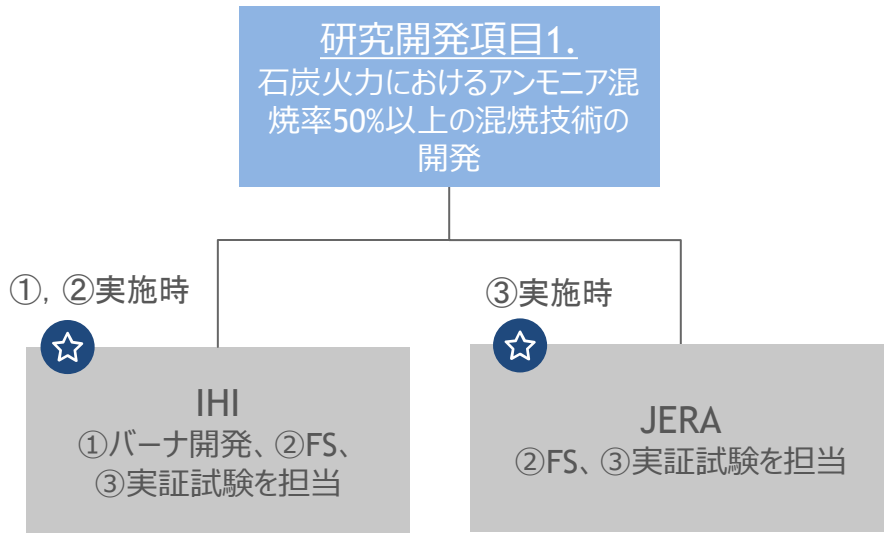 研究開発項目1.
石炭火力におけるアンモニア混
焼率50%以上の混焼技術の
開発
①, ②実施時
③実施時
IHI
①バーナ開発、②FS、
③実証試験を担当
JERA
②FS、③実証試験を担当